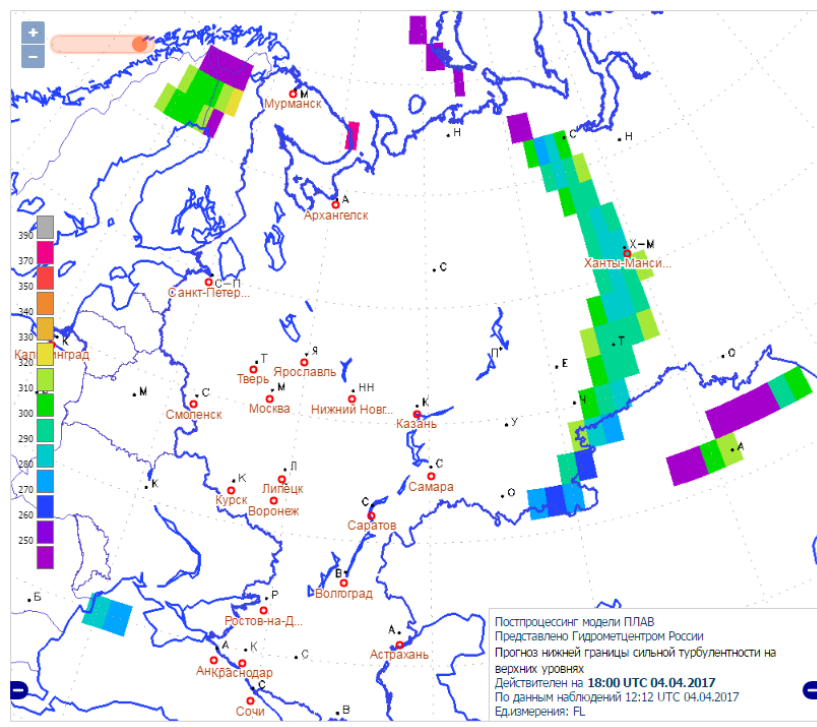 +
−
М
Мурманск
Н
С
Н
А
Архангельск
Х-М
Ханты-Манси...
С
С-П
Санкт-Петер...
390
370
350
340
330
320
310
300
290
280
270
260
250
К
Калининград
Т
Тверь
Я
Ярославль
П
Е
Т
О
М
С
Смоленск
М
Москва
НН
Нижний Новг...
К
Казань
Ч
У
А
К
К
Курск
Л
Липецк
Воронеж
С
Самара
О
С
Саратов
Б
В
Волгоград
Р
Ростов-на-Д...
А
Астрахань
А
Ан
К
Краснодар
С
С
Сочи
В
Постпроцессинг модели ПЛАВ
Представлено Гидрометцентром России
Прогноз нижней границы сильной турбулентности на
верхних уровнях
Действителен на 18:00 UTC 04.04.2017
По данным наблюдений 12:12 UTC 04.04.2017
Ед.измерения: FL